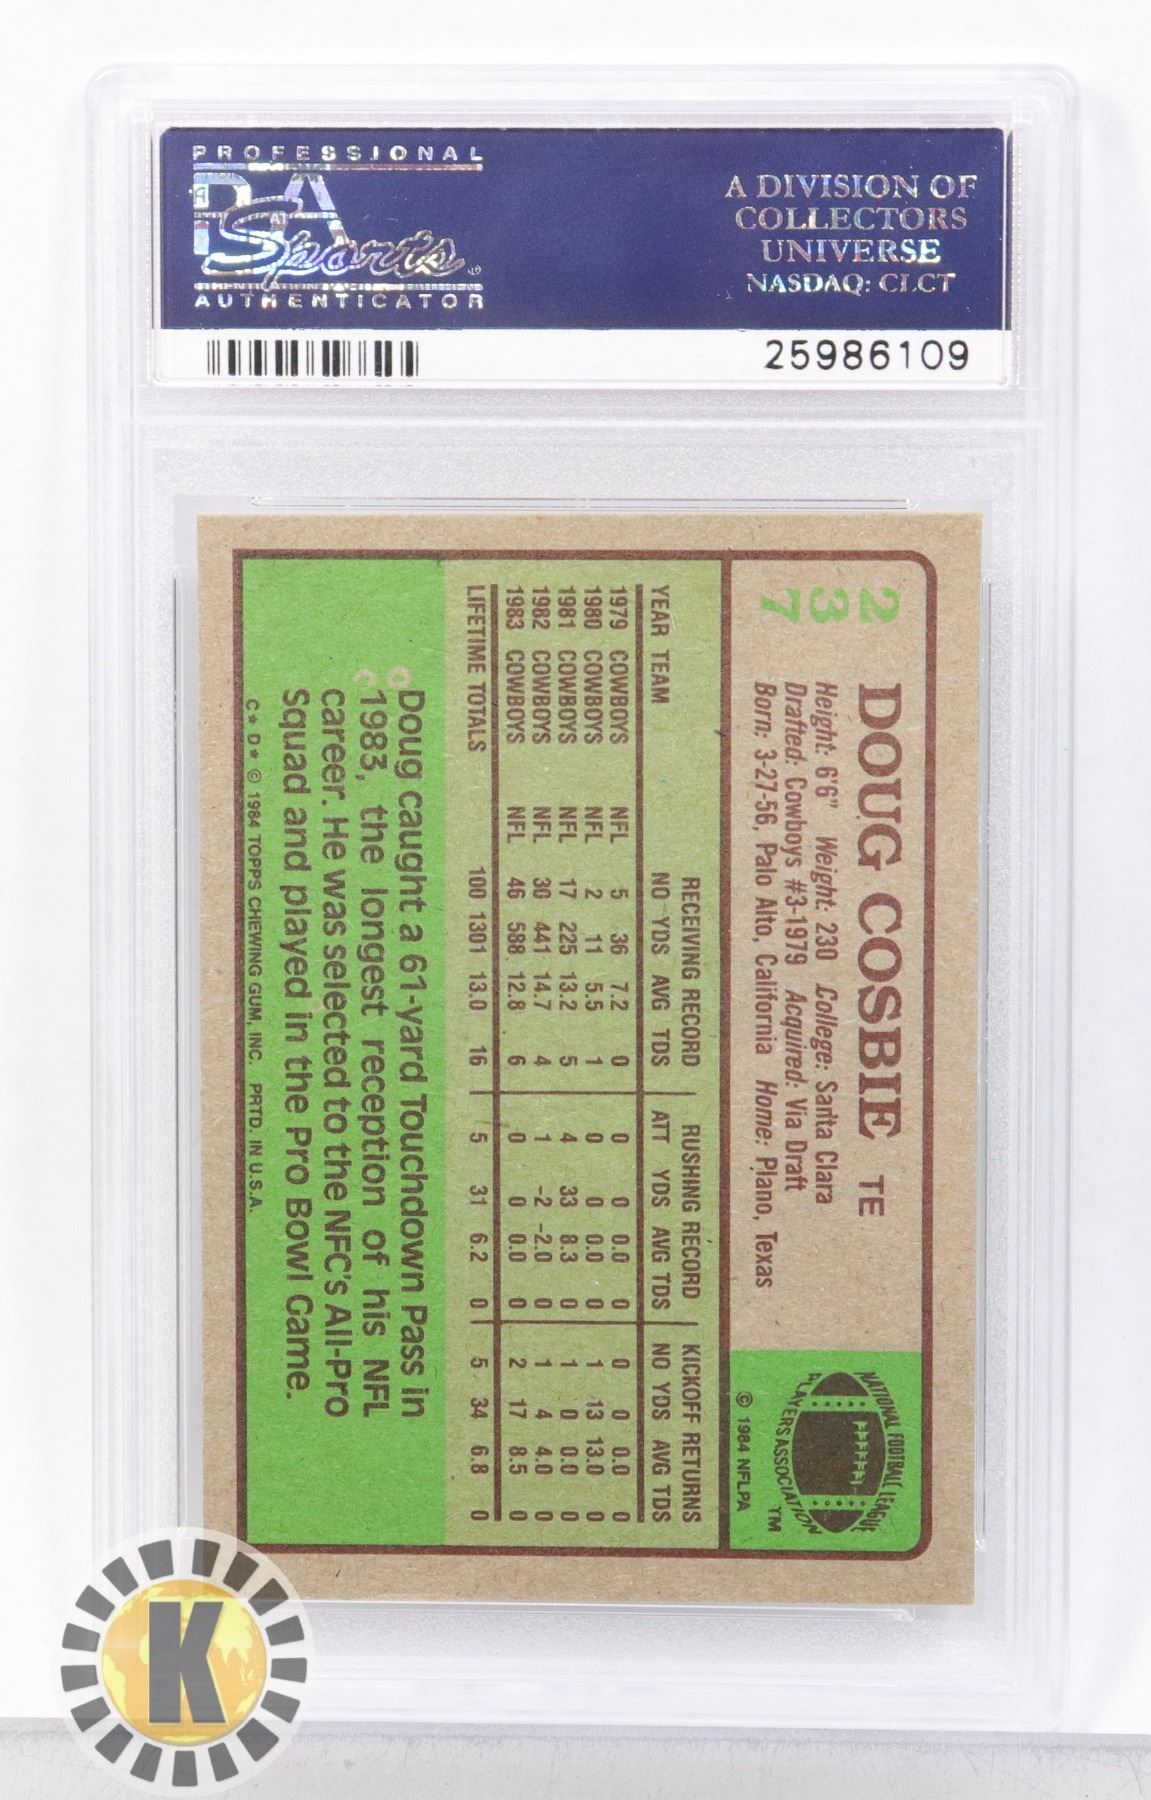 PROFESSIONAL
PSA
Sports
AUTHENTICATOR
A DIVISION OF
COLLECTORS
UNIVERSE
NASDAQ: CLCT
25986109
237
DOUG COSBIE TE
Height: 6'6" Weight: 230 College: Santa Clara
Drafted: Cowboys #3-1979 Acquired: Via Draft
Born: 3-27-56, Palo Alto, California Home: Plano, Texas
NATIONAL FOOTBALL LEAGUE
PLAYERS ASSOCIATION
TM
© 1984 NFLPA
RECEIVING RECORD RUSHING RECORD KICKOFF RETURNS
YEAR TEAM NO YDS AVG TDS ATT YDS AVG TDS NO YDS AVG TDS
1979 COWBOYS NFL 5 36 7.2 0 0 0 0.0 0 0 0 0.0 0
1980 COWBOYS NFL 2 11 5.5 1 0 0 0.0 0 1 13 13.0 0
1981 COWBOYS NFL 17 225 13.2 5 4 33 8.3 0 1 0 0.0 0
1982 COWBOYS NFL 30 441 14.7 4 1 -2 -2.0 0 1 4 4.0 0
1983 COWBOYS NFL 46 588 12.8 6 0 0 0.0 0 2 17 8.5 0
LIFETIME TOTALS 100 1301 13.0 16 5 31 6.2 0 5 34 6.8 0
Doug caught a 61-yard Touchdown Pass in
1983, the longest reception of his NFL
career. He was selected to the NFC's All-Pro
Squad and played in the Pro Bowl Game.
C* D* © 1984 TOPPS CHEWING GUM, INC. PRTD. IN U.S.A.
K